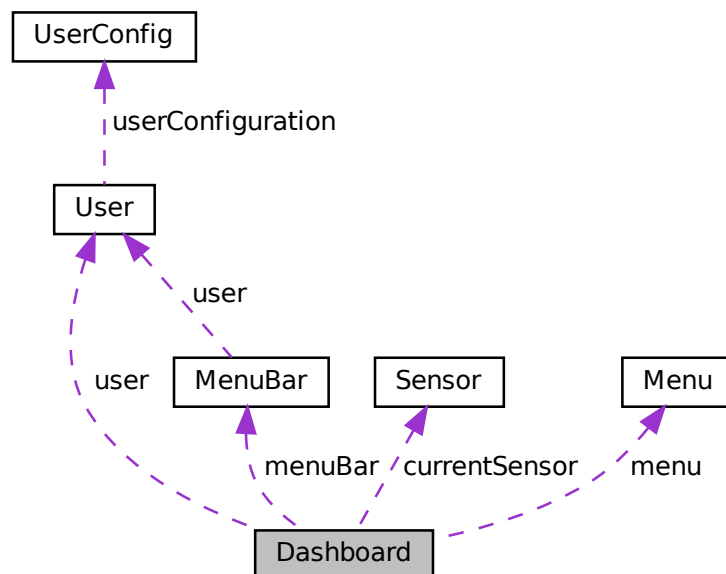 UserConfig
userConfiguration
User
user
user
MenuBar
Sensor
Menu
menuBar
currentSensor
menu
Dashboard